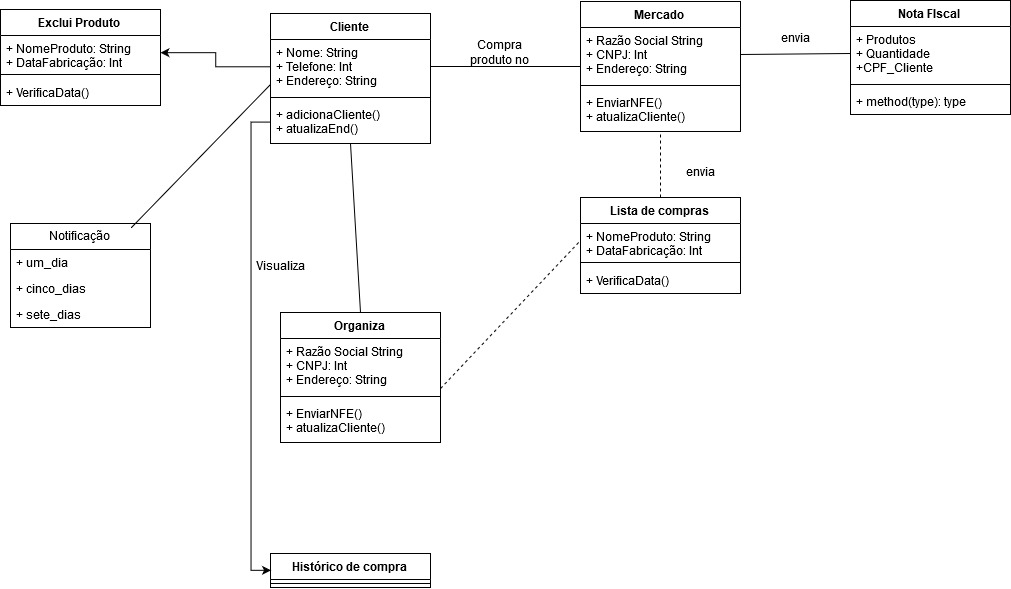 Exclui Produto
+ NomeProduto: String
+ DataFabricação: Int
+ VerificaData()
Cliente
+ Nome: String
+ Telefone: Int
+ Endereço: String
+ adicionaCliente()
+ atualizaEnd()
Compra
produto no
Mercado
+ Razão Social String
+ CNPJ: Int
+ Endereço: String
+ EnviarNFE()
+ atualizaCliente()
envia
Nota FIscal
+ Produtos
+ Quantidade
+CPF_Cliente
+ method(type): type
envia
Lista de compras
+ NomeProduto: String
+ DataFabricação: Int
+ VerificaData()
Notificação
+ um_dia
+ cinco_dias
+ sete_dias
Visualiza
Organiza
+ Razão Social String
+ CNPJ: Int
+ Endereço: String
+ EnviarNFE()
+ atualizaCliente()
Histórico de compra